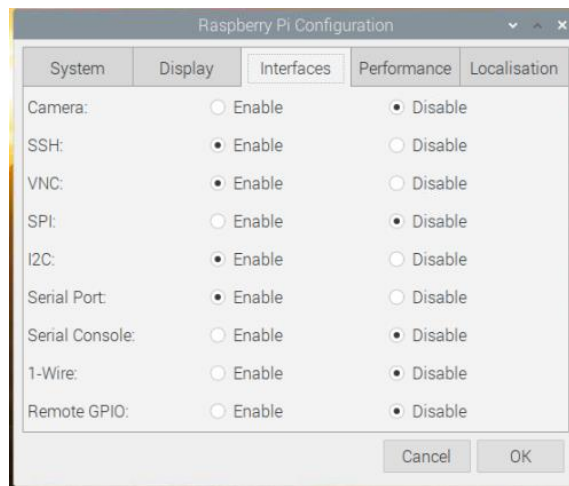 Raspberry Pi Configuration
System Display Interfaces Performance Localisation
Camera: Enable Disable
SSH: Enable Disable
VNC: Enable Disable
SPI: Enable Disable
I2C: Enable Disable
Serial Port: Enable Disable
Serial Console: Enable Disable
1-Wire: Enable Disable
Remote GPIO: Enable Disable
Cancel OK